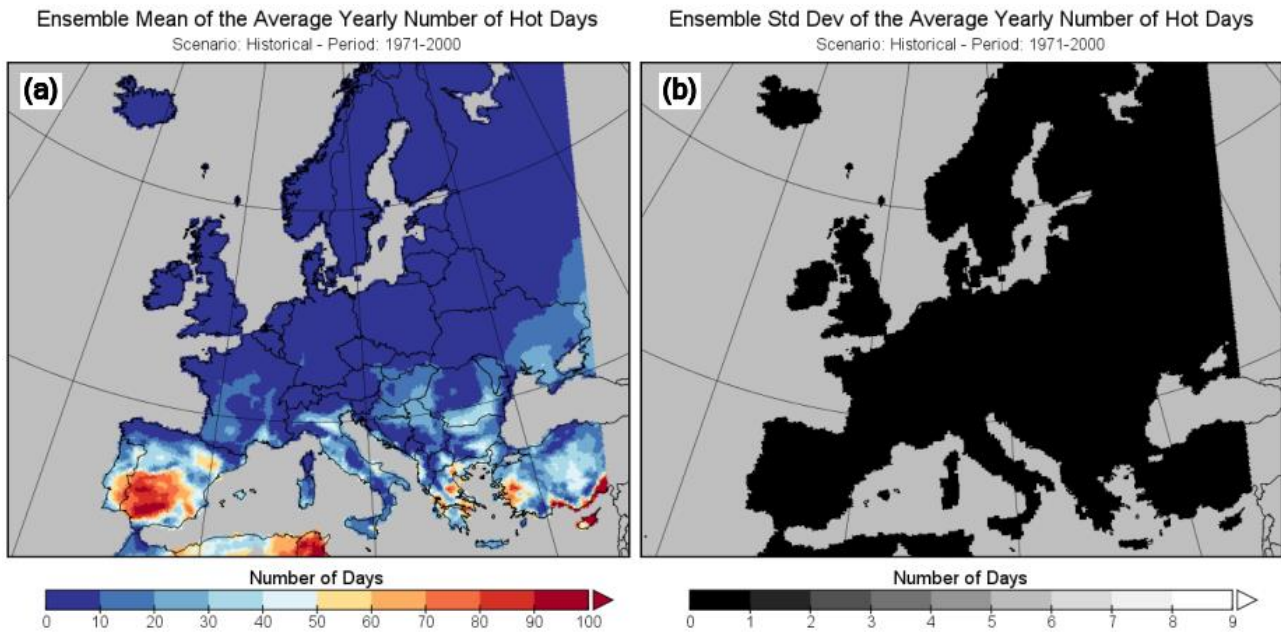 Ensemble Mean of the Average Yearly Number of Hot Days
Scenario: Historical - Period: 1971-2000
(a)
Number of Days
0 10 20 30 40 50 60 70 80 90 100
Ensemble Std Dev of the Average Yearly Number of Hot Days
Scenario: Historical - Period: 1971-2000
(b)
Number of Days
0 1 2 3 4 5 6 7 8 9